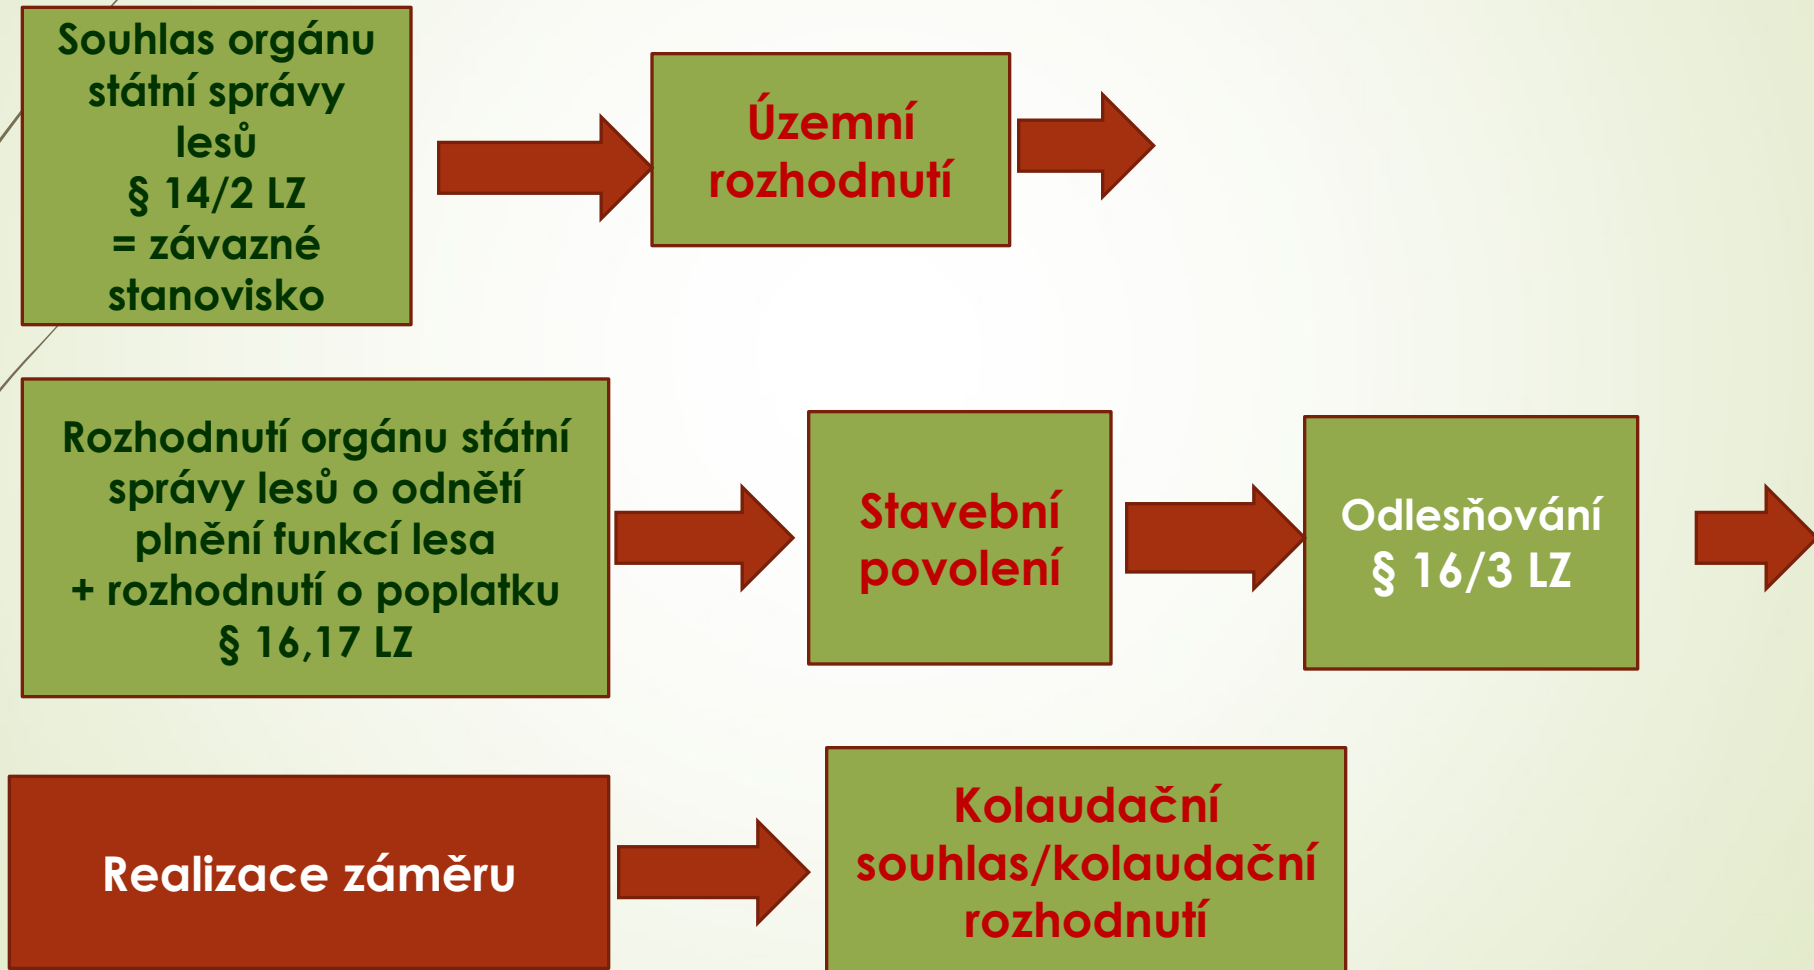 Souhlas orgánu
státní správy
lesů
§ 14/2 LZ
= závazné
stanovisko
Územní
rozhodnutí
Rozhodnutí orgánu státní
správy lesů o odnětí
plnění funkcí lesa
+ rozhodnutí o poplatku
§ 16,17 LZ
Stavební
povolení
Odlesňování
§ 16/3 LZ
Realizace záměru
Kolaudační
souhlas/kolaudační
rozhodnutí